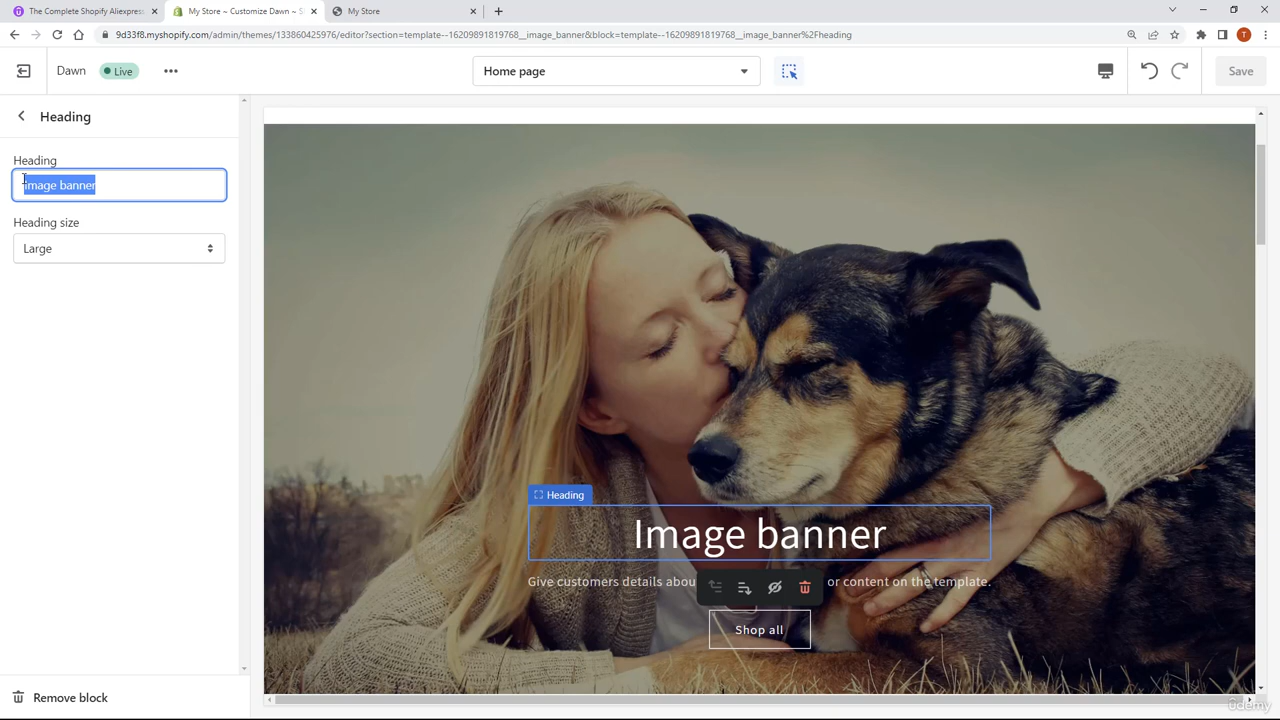 The Complete Shopify Aliexpres
My Store ~ Customize Dawn ~ S
My Store
9d33f8.myshopify.com/admin/themes/133860425976/editor?section=template--16209891819768__image_banner&block=template--16209891819768__image_banner%2Fheading
T
Dawn
Live
Home page
Save
Heading
Heading
Image banner
Heading size
Large
Heading
Image banner
Give customers details abou
or content on the template.
Shop all
Remove block
ûdemy